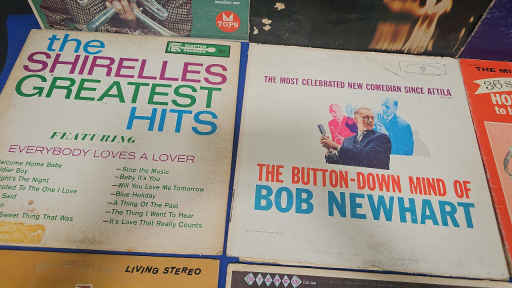 TOPS
the
SHIRELLES
GREATEST
HITS
FEATURING
EVERYBODY LOVES A LOVER
Welcome Home Baby
Soldier Boy
Tonight's The Night
Dedicated To The One I Love
Said
Sweet Thing That Was
—Stop the Music
—Baby It's You
—Will You Love Me Tomorrow
—Blue Holiday
—A Thing Of The Past
—The Thing I Want To Hear
—It's Love That Really Counts
THE MOST CELEBRATED NEW COMEDIAN SINCE ATTILA
THE BUTTON-DOWN MIND OF
BOB NEWHART
LIVING STEREO
THE
HO